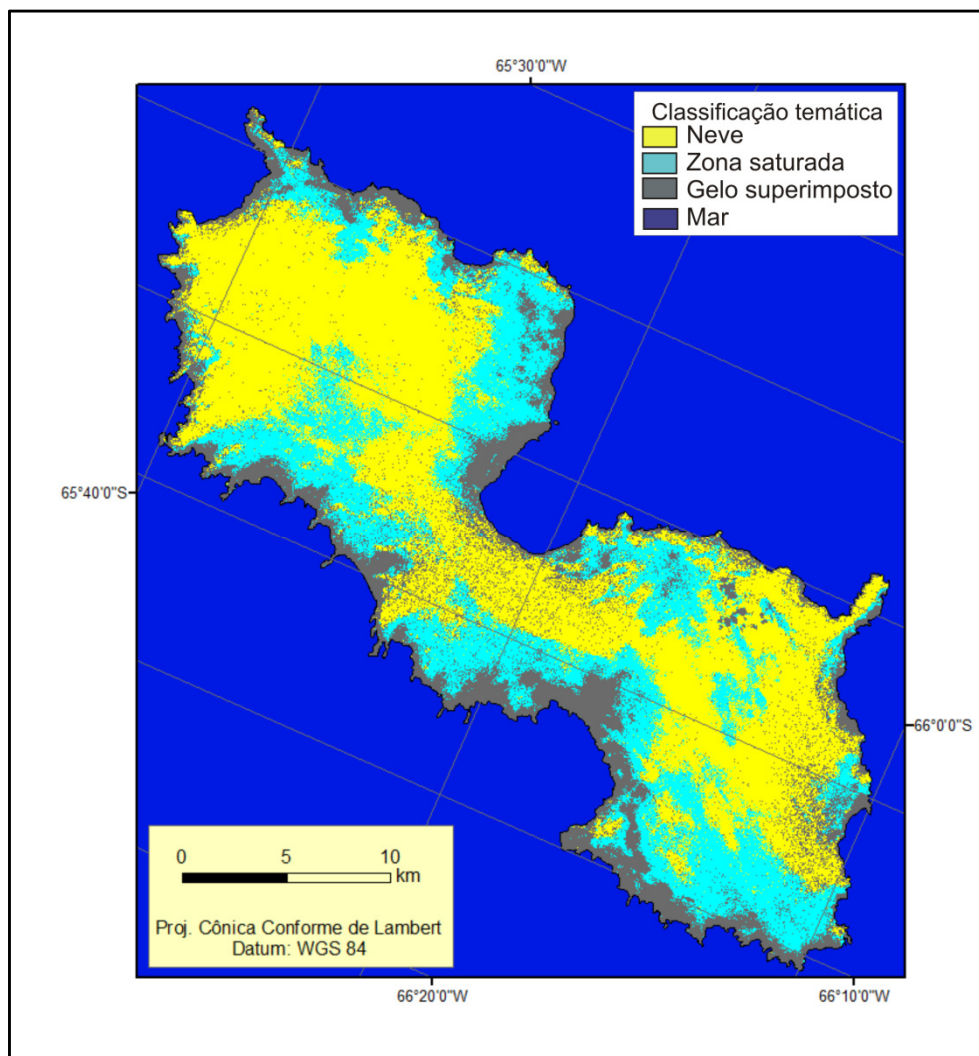 65°30'0"W
Classificação temática
Neve
Zona saturada
Gelo superimposto
Mar
65°40'0"S
66°0'0"S
0 5 10
km
Proj. Cônica Conforme de Lambert
Datum: WGS 84
66°20'0"W
66°10'0"W